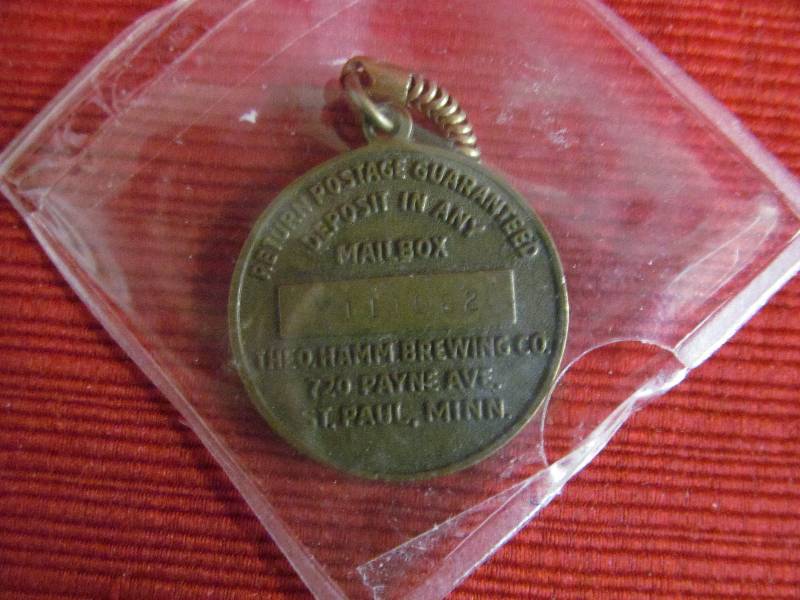 RETURN POSTAGE GUARANTEED
DEPOSIT IN ANY
MAILBOX
THEO. HAMM BREWING CO.
720 PAYNE AVE.
ST. PAUL, MINN.